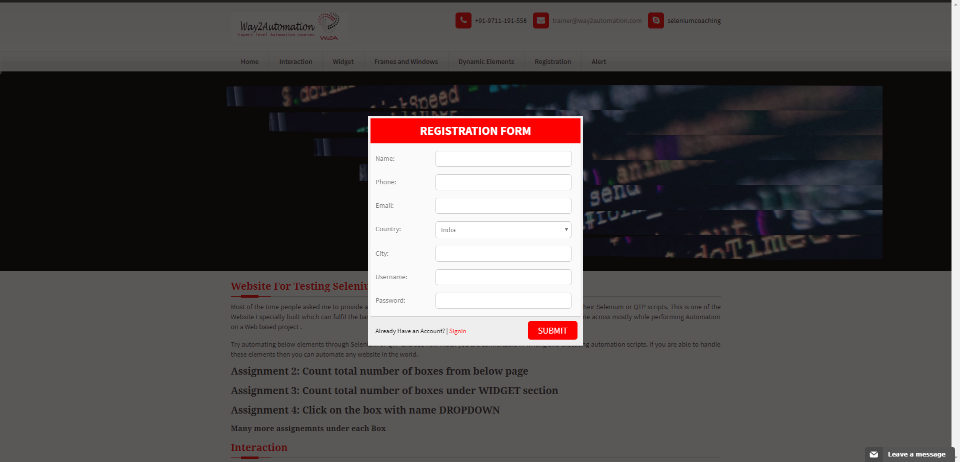 Way2Automation
Way2A
+91-9711-191-558
trainer@way2automation.com
seleniumcoaching
Home Interaction Widget Frames and Windows Dynamic Elements Registration Alert
REGISTRATION FORM
Name:
Phone:
Email:
Country: India
City:
Username:
Password:
Already Have an Account? | Signin
SUBMIT
Website For Testing
Most of the time people asked me to provide
Selenium or QTP scripts. This is one of the
Website I specially built which can fulfil the
across mostly while performing Automation
on a Web based project..
Try automating below elements through
automation scripts. If you are able to handle
these elements then you can automate any website in the world.
Assignment 2: Count total number of boxes from below page
Assignment 3: Count total number of boxes under WIDGET section
Assignment 4: Click on the box with name DROPDOWN
Many more assignemnts under each Box
Interaction
Leave a message